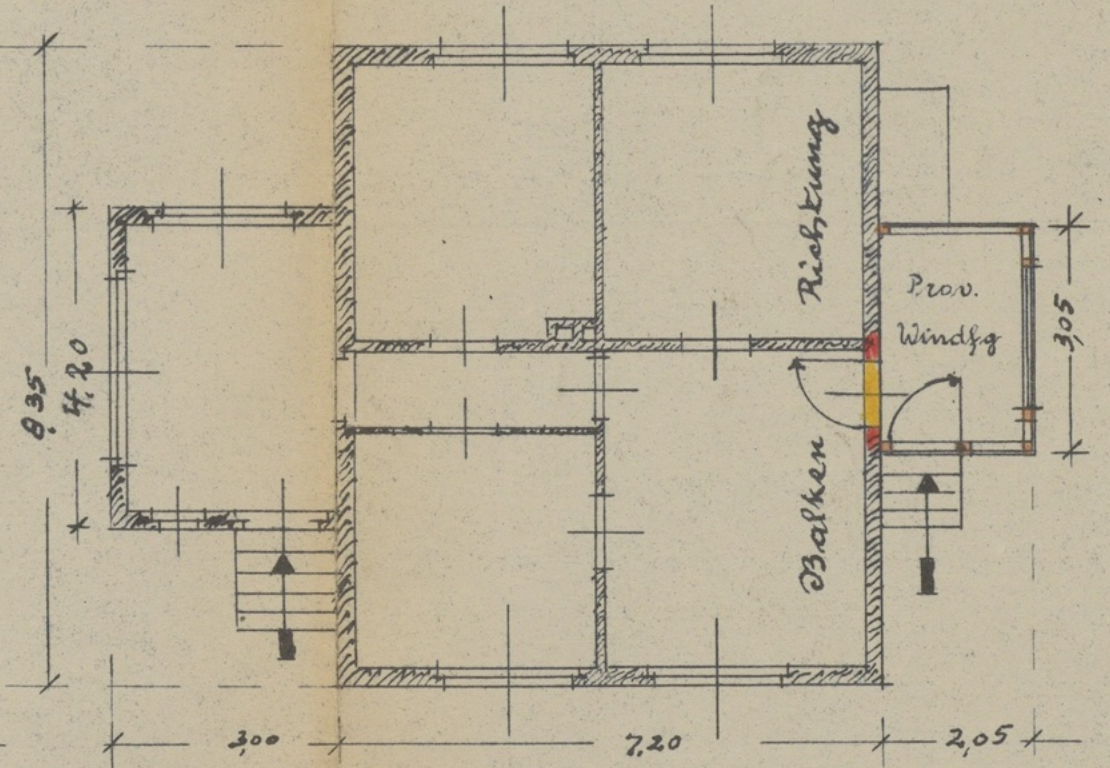 Richtung
Prov.
Windfg
3,05
8.35
4.20
Balken
3,00
7,20
2,05